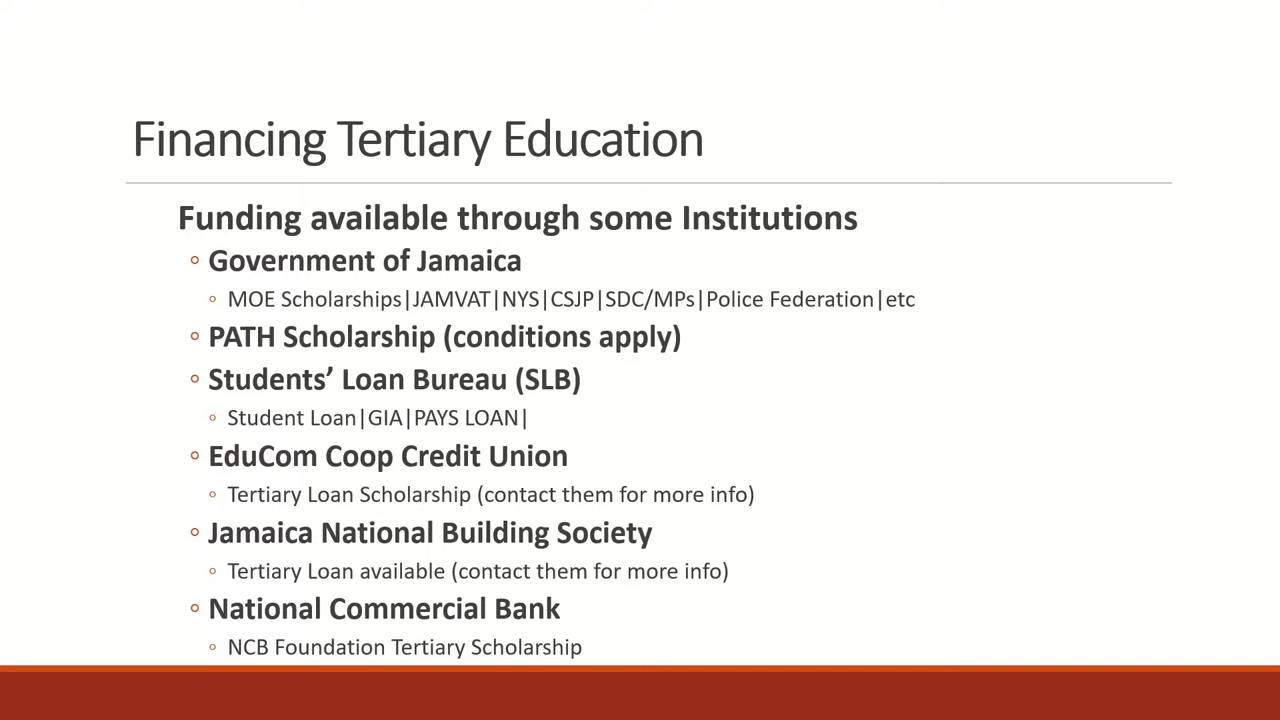 Financing Tertiary Education
Funding available through some Institutions
◦ Government of Jamaica
◦ MOE Scholarships|JAMVAT|NYS|CSJP|SDC/MPs|Police Federation|etc
◦ PATH Scholarship (conditions apply)
◦ Students’ Loan Bureau (SLB)
◦ Student Loan|GIA|PAYS LOAN|
◦ EduCom Coop Credit Union
◦ Tertiary Loan Scholarship (contact them for more info)
◦ Jamaica National Building Society
◦ Tertiary Loan available (contact them for more info)
◦ National Commercial Bank
◦ NCB Foundation Tertiary Scholarship